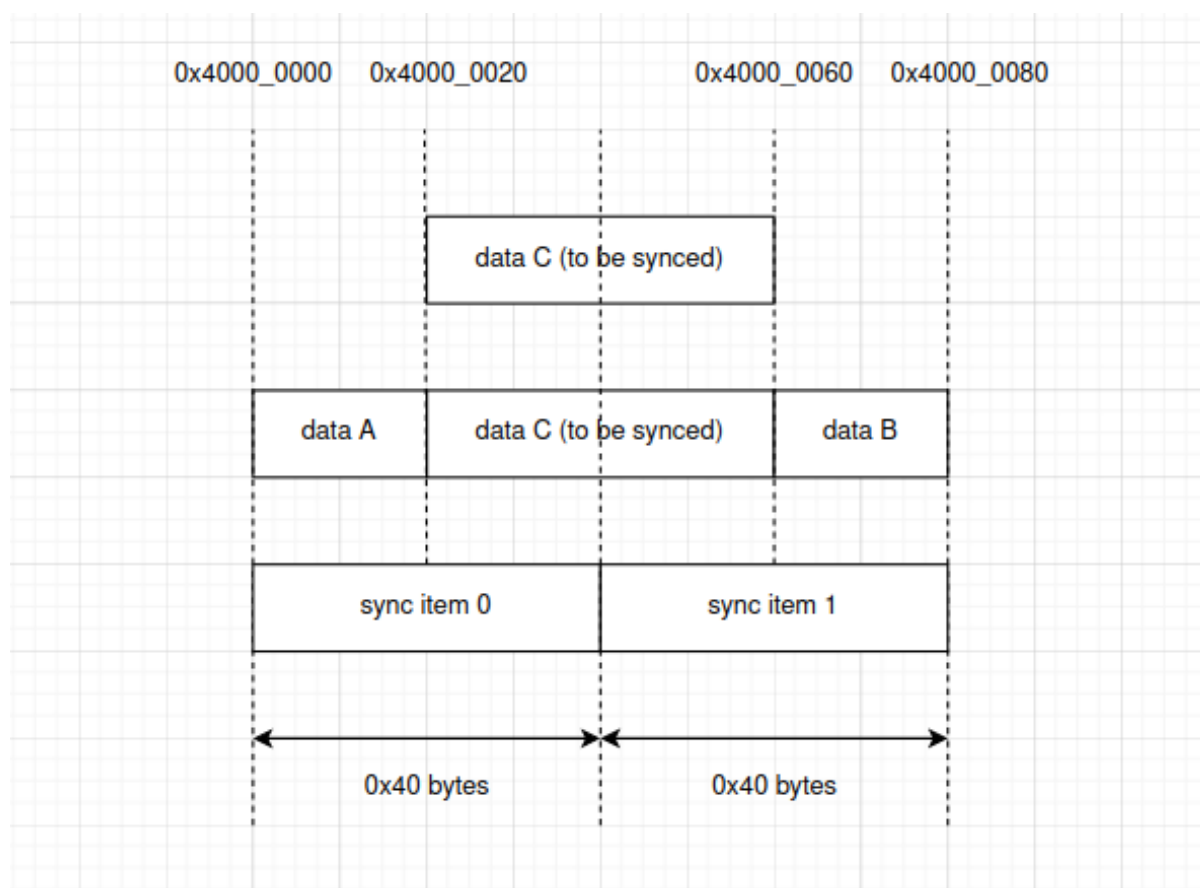 0x4000_0000 0x4000_0020 0x4000_0060 0x4000_0080
data C (to be synced)
data A data C (to be synced) data B
sync item 0 sync item 1
0x40 bytes 0x40 bytes